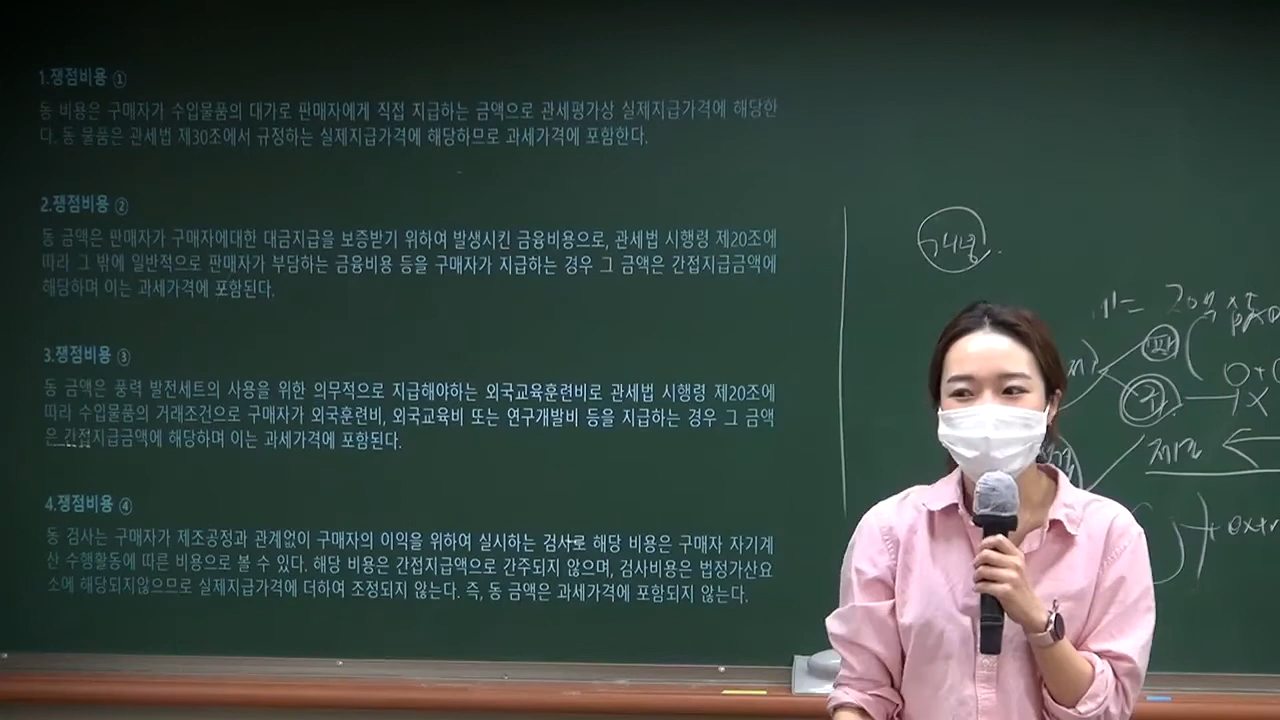 1.쟁점비용 ①
동 비용은 구매자가 수입물품의 대가로 판매자에게 직접 지급하는 금액으로 관세평가상 실제지급가격에 해당한
다. 동 물품은 관세법 제30조에서 규정하는 실제지급가격에 해당하므로 과세가격에 포함한다.
2.쟁점비용 ②
동 금액은 판매자가 구매자에대한 대금지급을 보증받기 위하여 발생시킨 금융비용으로, 관세법 시행령 제20조에
따라 그 밖에 일반적으로 판매자가 부담하는 금융비용 등을 구매자가 지급하는 경우 그 금액은 간접지급금액에
해당하며 이는 과세가격에 포함된다.
3.쟁점비용 ③
동 금액은 풍력 발전세트의 사용을 위한 의무적으로 지급해야하는 외국교육훈련비로 관세법 시행령 제20조에
따라 수입물품의 거래조건으로 구매자가 외국훈련비, 외국교육비 또는 연구개발비 등을 지급하는 경우 그 금액
은 간접지급금액에 해당하며 이는 과세가격에 포함된다.
4.쟁점비용 ④
동 검사는 구매자가 제조공정과 관계없이 구매자의 이익을 위하여 실시하는 검사로 해당 비용은 구매자 자기계
산 수행활동에 따른 비용으로 볼 수 있다. 해당 비용은 간접지급액으로 간주되지 않으며, 검사비용은 법정가산요
소에 해당되지않으므로 실제지급가격에 더하여 조정되지 않는다. 즉, 동 금액은 과세가격에 포함되지 않는다.
개념.
판